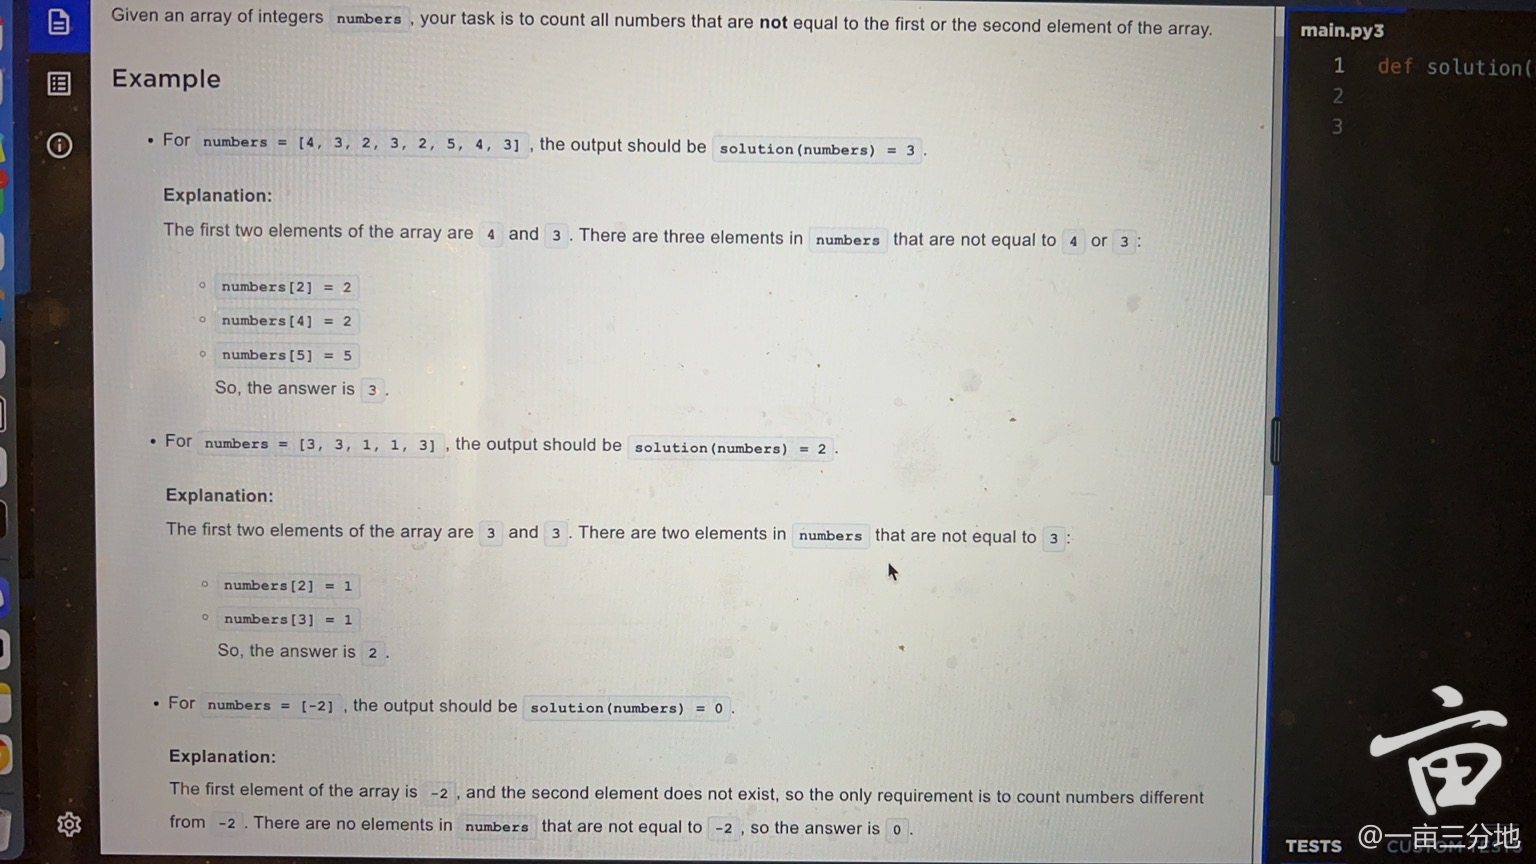 Given an array of integers numbers, your task is to count all numbers that are not equal to the first or the second element of the array.
main.py3
1 def solution(
2
3
Example
• For numbers = [4, 3, 2, 3, 2, 5, 4, 3], the output should be solution(numbers) = 3.
Explanation:
The first two elements of the array are 4 and 3. There are three elements in numbers that are not equal to 4 or 3:
numbers[2] = 2
numbers[4] = 2
numbers[5] = 5
So, the answer is 3.
• For numbers = [3, 3, 1, 1, 3], the output should be solution(numbers) = 2.
Explanation:
The first two elements of the array are 3 and 3. There are two elements in numbers that are not equal to 3:
numbers[2] = 1
numbers[3] = 1
So, the answer is 2.
• For numbers = [-2], the output should be solution(numbers) = 0.
Explanation:
The first element of the array is -2, and the second element does not exist, so the only requirement is to count numbers different
from -2. There are no elements in numbers that are not equal to -2, so the answer is 0.
TESTS
亩
@一亩三分地